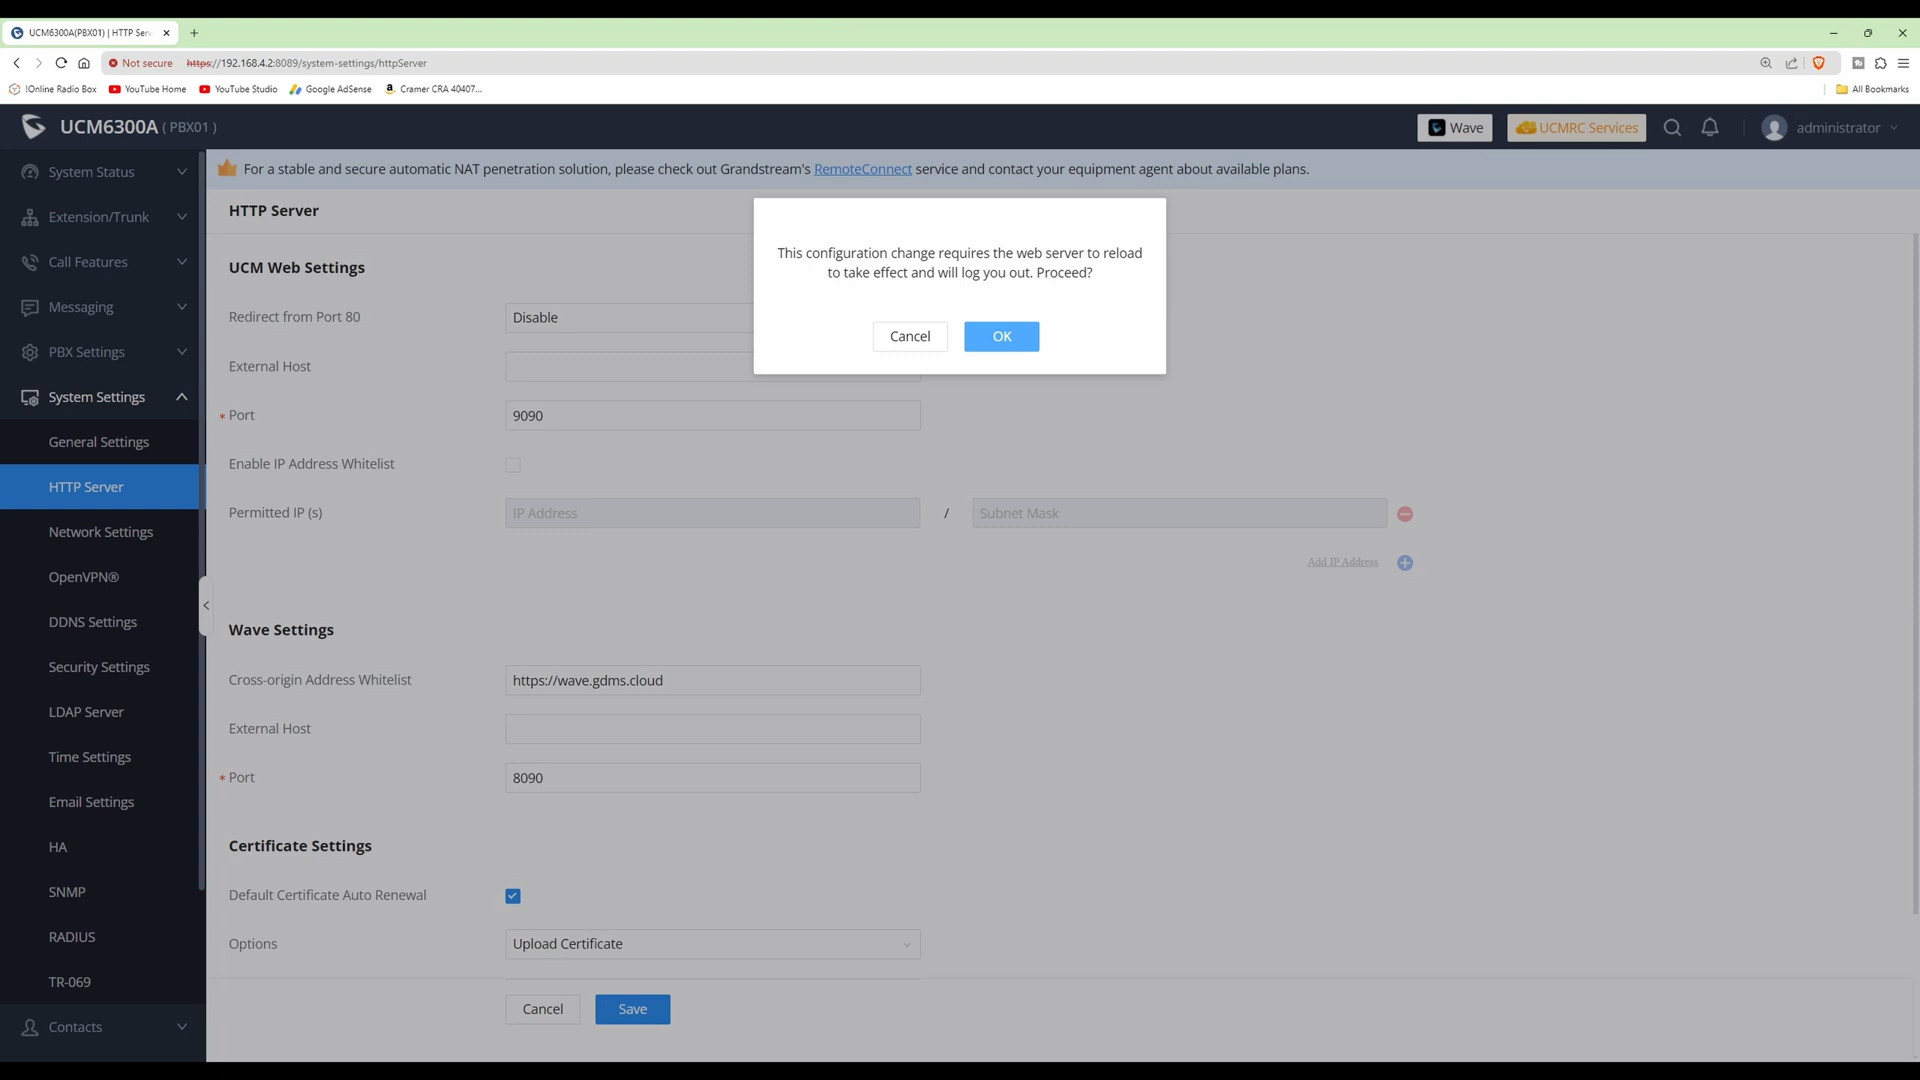 UCM6300A(PBX01) | HTTP Ser
Not secure
https://192.168.4.2:8089/system-settings/httpServer
!Online Radio Box
YouTube Home
YouTube Studio
Google AdSense
Cramer CRA 40407...
All Bookmarks
UCM6300A ( PBX01 )
Wave
UCMRC Services
administrator
System Status
Extension/Trunk
Call Features
Messaging
PBX Settings
System Settings
General Settings
HTTP Server
Network Settings
OpenVPN®
DDNS Settings
Security Settings
LDAP Server
Time Settings
Email Settings
HA
SNMP
RADIUS
TR-069
Contacts
For a stable and secure automatic NAT penetration solution, please check out Grandstream's RemoteConnect service and contact your equipment agent about available plans.
HTTP Server
This configuration change requires the web server to reload
to take effect and will log you out. Proceed?
Cancel
OK
UCM Web Settings
Redirect from Port 80
Disable
External Host
* Port
9090
Enable IP Address Whitelist
Permitted IP (s)
IP Address
/
Subnet Mask
Add IP Address
Wave Settings
Cross-origin Address Whitelist
https://wave.gdms.cloud
External Host
* Port
8090
Certificate Settings
Default Certificate Auto Renewal
Options
Upload Certificate
Cancel
Save